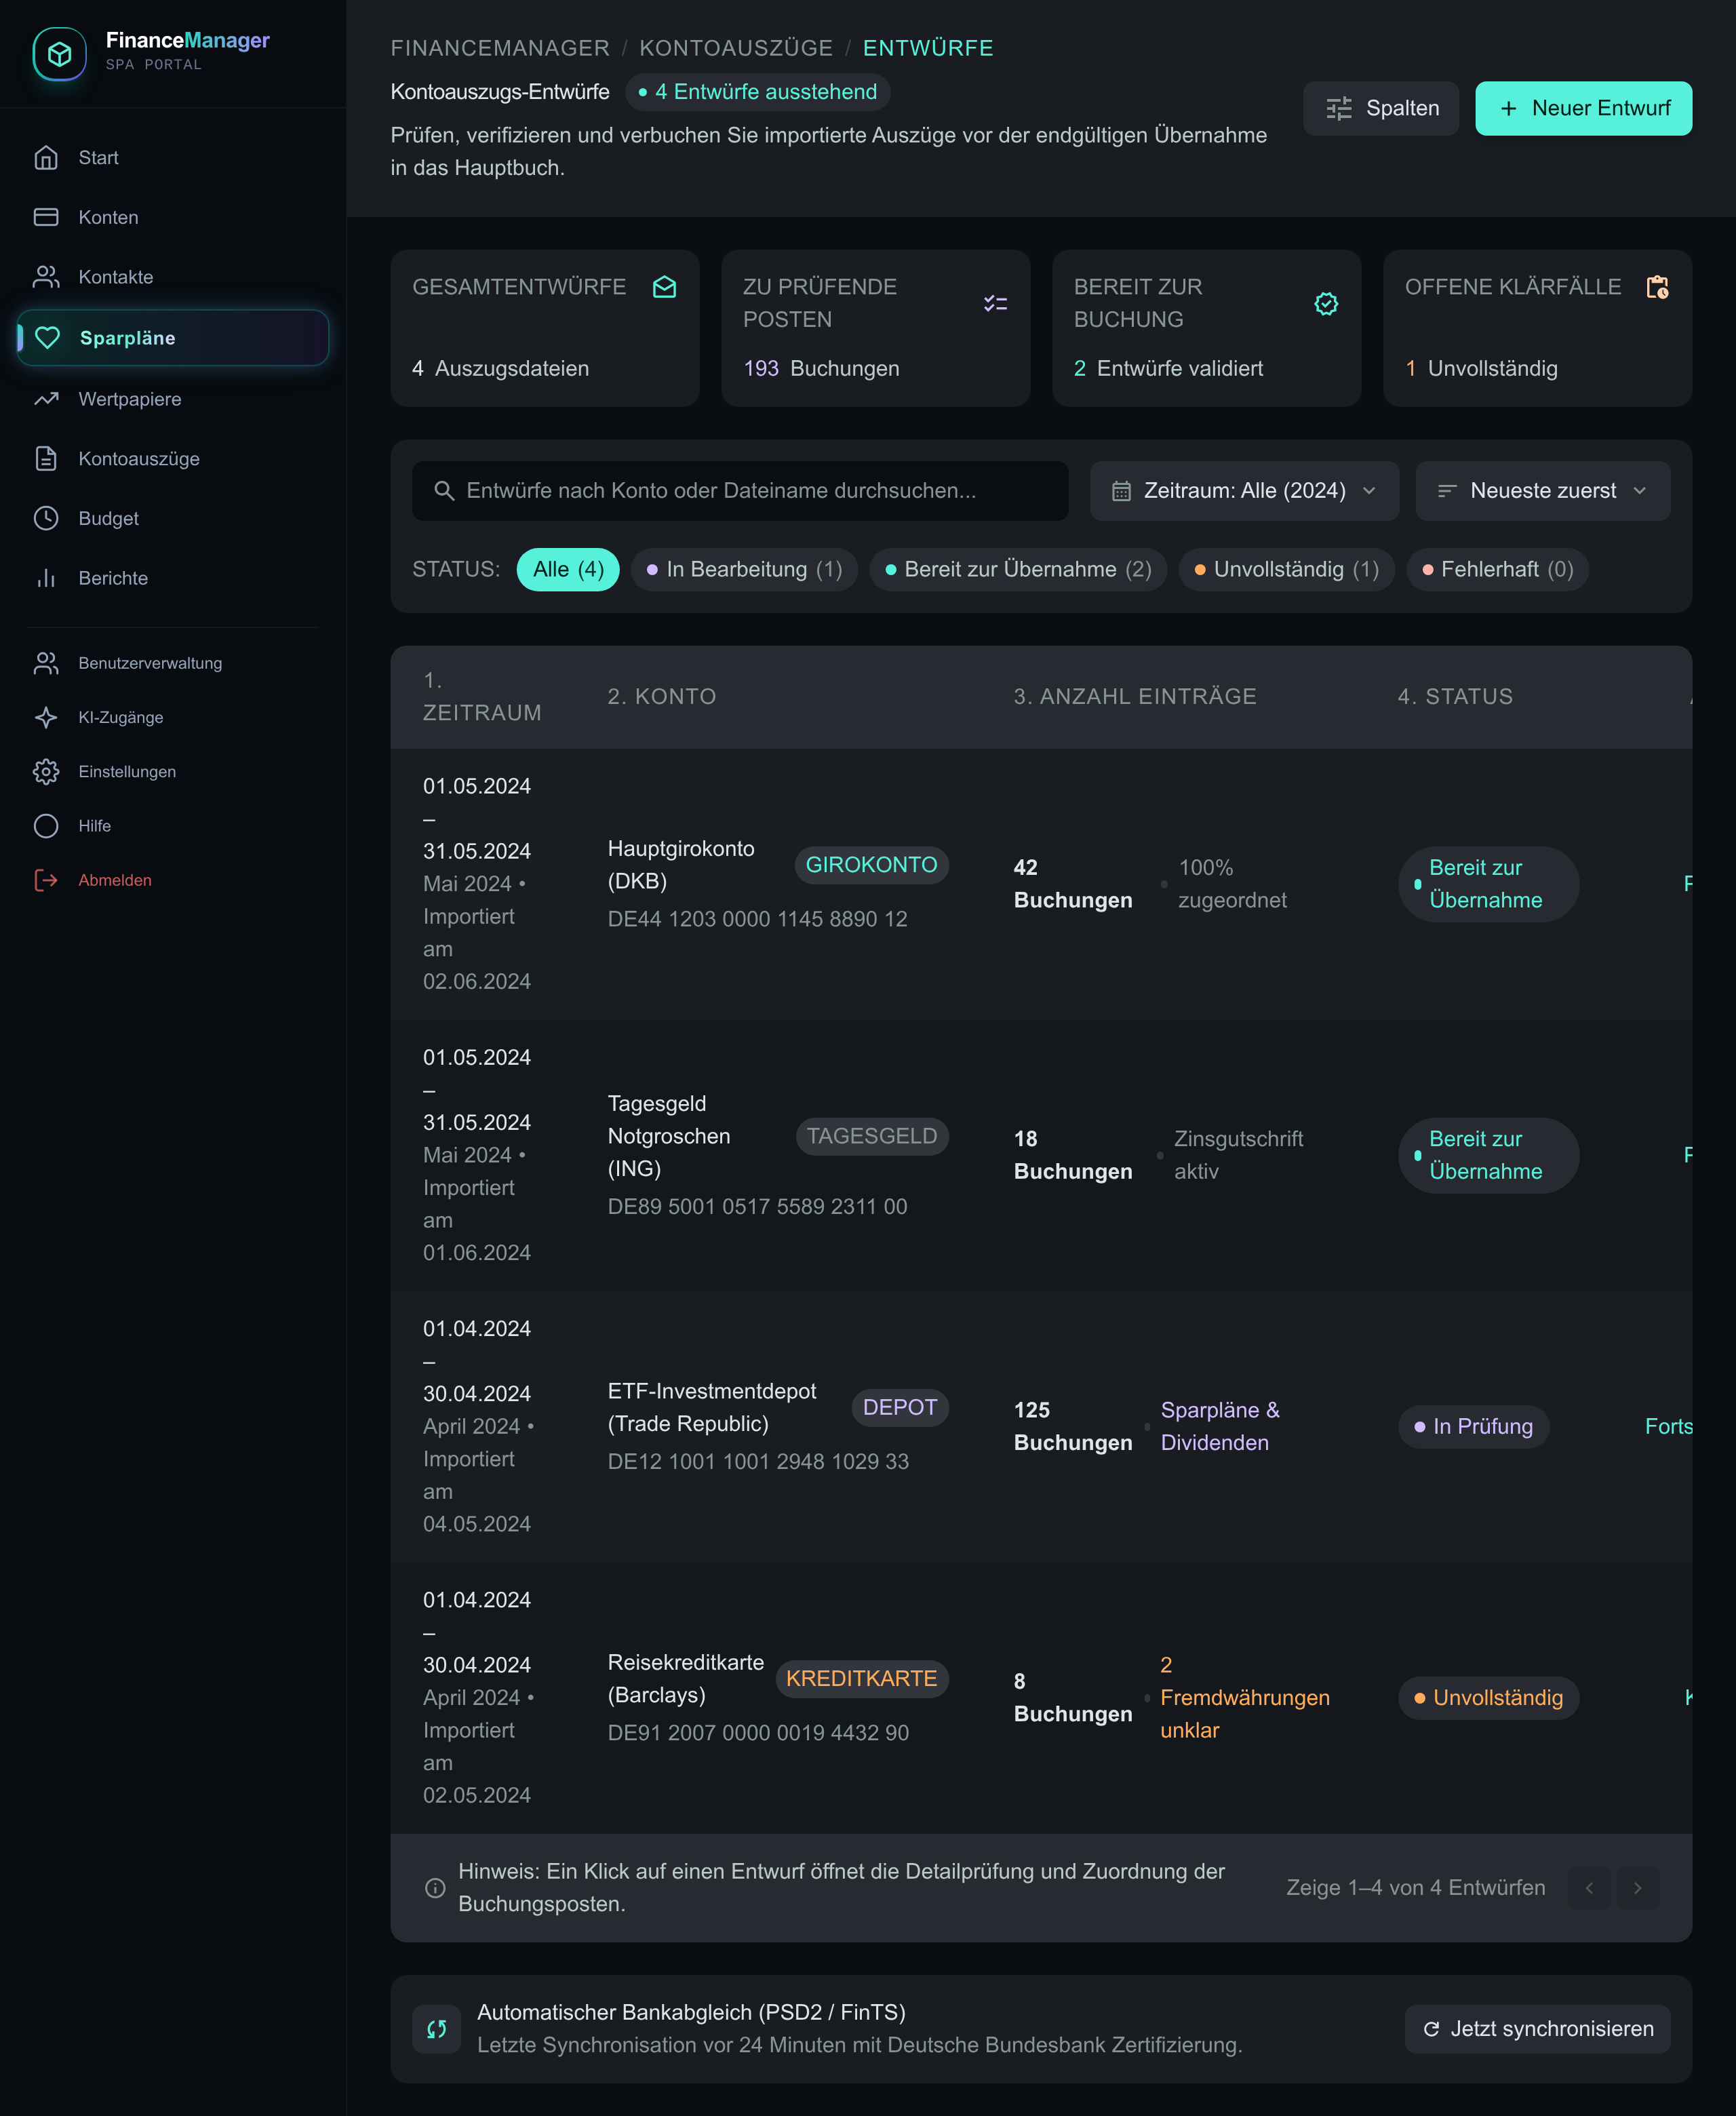 FinanceManager
SPA PORTAL
Start
Konten
Kontakte
Sparpläne
Wertpapiere
Kontoauszüge
Budget
Berichte
Benutzerverwaltung
KI-Zugänge
Einstellungen
Hilfe
Abmelden
FINANCEMANAGER / KONTOAUSZÜGE / ENTWÜRFE
Kontoauszugs-Entwürfe • 4 Entwürfe ausstehend
Prüfen, verifizieren und verbuchen Sie importierte Auszüge vor der endgültigen Übernahme
in das Hauptbuch.
Spalten
+ Neuer Entwurf
GESAMTENTWÜRFE
4 Auszugsdateien
ZU PRÜFENDE
POSTEN
193 Buchungen
BEREIT ZUR
BUCHUNG
2 Entwürfe validiert
OFFENE KLÄRFÄLLE
1 Unvollständig
Entwürfe nach Konto oder Dateiname durchsuchen...
Zeitraum: Alle (2024)
Neueste zuerst
STATUS: Alle (4) In Bearbeitung (1) Bereit zur Übernahme (2) Unvollständig (1) Fehlerhaft (0)
1.
ZEITRAUM
2. KONTO
3. ANZAHL EINTRÄGE
4. STATUS
01.05.2024
–
31.05.2024
Mai 2024 •
Importiert
am
02.06.2024
Hauptgirokonto
(DKB)
GIROKONTO
DE44 1203 0000 1145 8890 12
42
Buchungen
100%
zugeordnet
Bereit zur
Übernahme
01.05.2024
–
31.05.2024
Mai 2024 •
Importiert
am
01.06.2024
Tagesgeld
Notgroschen
(ING)
TAGESGELD
DE89 5001 0517 5589 2311 00
18
Buchungen
Zinsgutschrift
aktiv
Bereit zur
Übernahme
01.04.2024
–
30.04.2024
April 2024 •
Importiert
am
04.05.2024
ETF-Investmentdepot
(Trade Republic)
DEPOT
DE12 1001 1001 2948 1029 33
125
Buchungen
Sparpläne &
Dividenden
In Prüfung
Forts
01.04.2024
–
30.04.2024
April 2024 •
Importiert
am
02.05.2024
Reisekreditkarte
(Barclays)
KREDITKARTE
DE91 2007 0000 0019 4432 90
8
Buchungen
2
Fremdwährungen
unklar
Unvollständig
Hinweis: Ein Klick auf einen Entwurf öffnet die Detailprüfung und Zuordnung der
Buchungsposten.
Zeige 1–4 von 4 Entwürfen
Automatischer Bankabgleich (PSD2 / FinTS)
Letzte Synchronisation vor 24 Minuten mit Deutsche Bundesbank Zertifizierung.
Jetzt synchronisieren